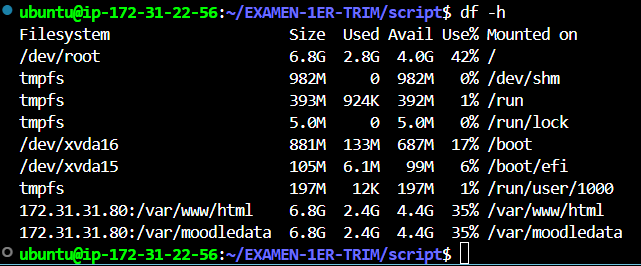 ubuntu@ip-172-31-22-56:~/EXAMEN-1ER-TRIM/script$ df -h
Filesystem Size Used Avail Use% Mounted on
/dev/root 6.8G 2.8G 4.0G 42% /
tmpfs 982M 0 982M 0% /dev/shm
tmpfs 393M 924K 392M 1% /run
tmpfs 5.0M 0 5.0M 0% /run/lock
/dev/xvda16 881M 133M 687M 17% /boot
/dev/xvda15 105M 6.1M 99M 6% /boot/efi
tmpfs 197M 12K 197M 1% /run/user/1000
172.31.31.80:/var/www/html 6.8G 2.4G 4.4G 35% /var/www/html
172.31.31.80:/var/moodledata 6.8G 2.4G 4.4G 35% /var/moodledata
ubuntu@ip-172-31-22-56:~/EXAMEN-1ER-TRIM/script$